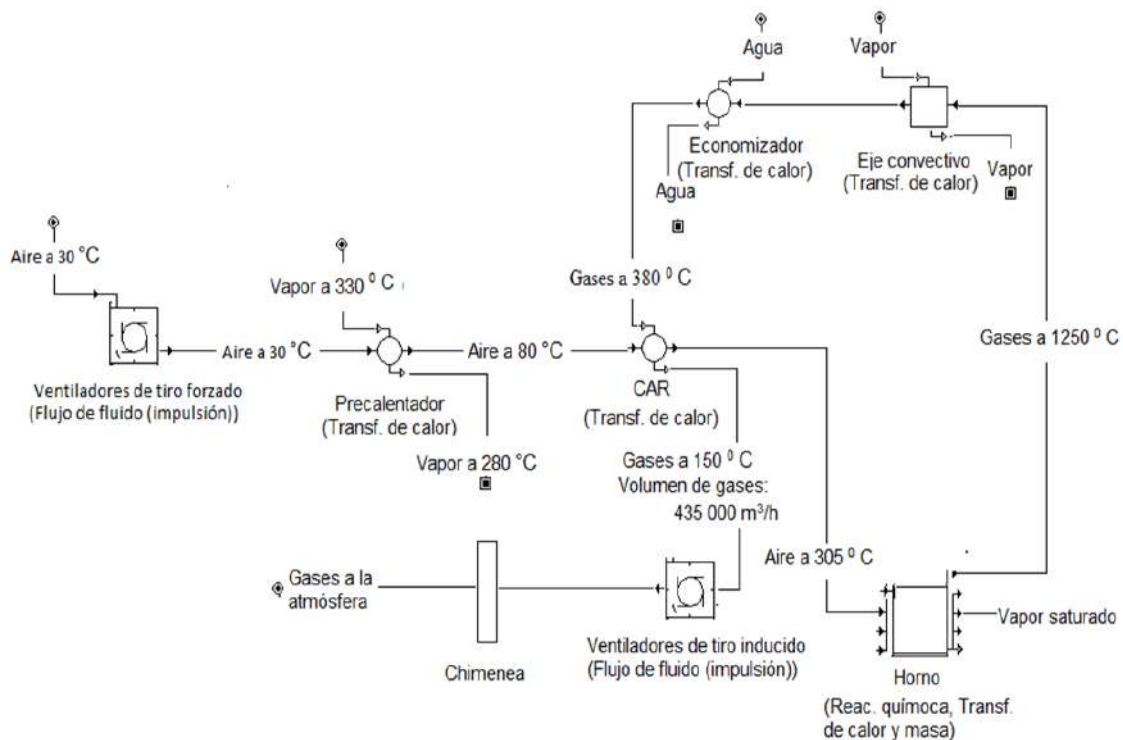 Agua
Vapor
Economizador
(Transf. de calor)
Agua
Eje convectivo
(Transf. de calor)
Vapor
Aire a 30 °C
Vapor a 330 ⁰ C
Gases a 380 ⁰ C
Gases a 1250 ⁰ C
Aire a 30 °C
Aire a 80 °C
Ventiladores de tiro forzado
(Flujo de fluido (impulsión))
Precalentador
(Transf. de calor)
CAR
(Transf. de calor)
Vapor a 280 °C
Gases a 150 ⁰ C
Volumen de gases:
435 000 m³/h
Aire a 305 ⁰ C
Gases a la
atmósfera
Chimenea
Ventiladores de tiro inducido
(Flujo de fluido (impulsión))
Vapor saturado
Horno
(Reac. químoca, Transf.
de calor y masa)